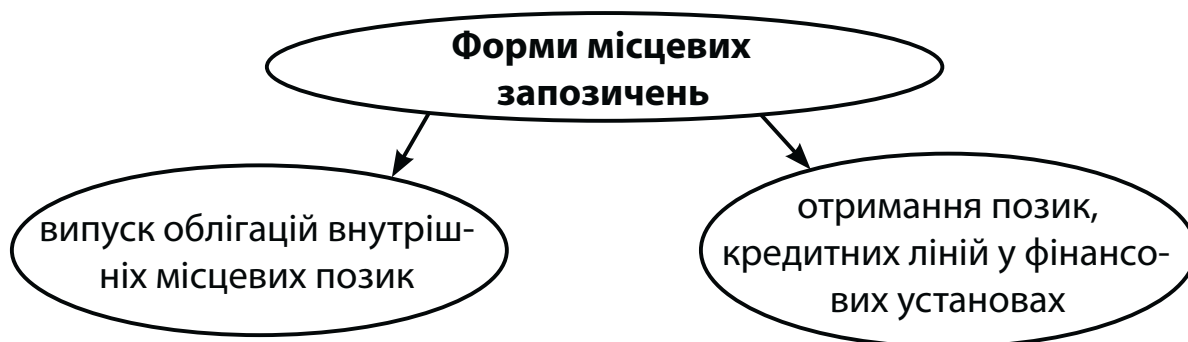 Форми місцевих
запозичень
випуск облігацій внутріш-
ніх місцевих позик
отримання позик,
кредитних ліній у фінансо-
вих установах